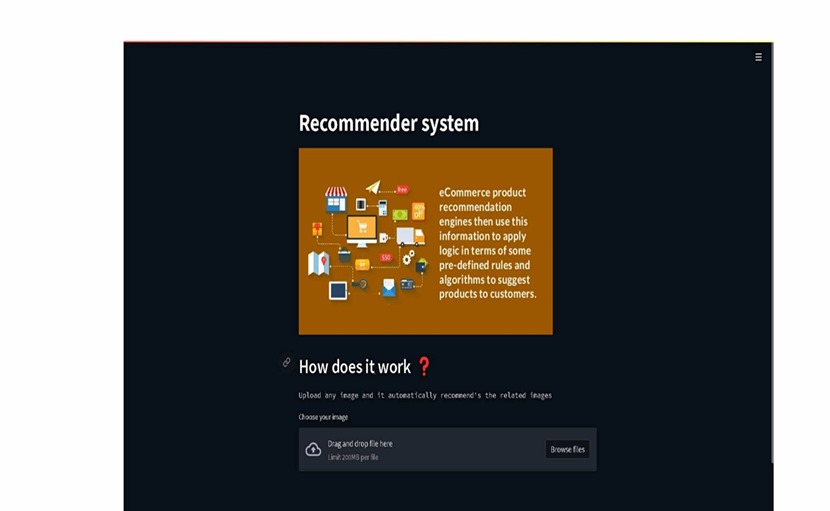 Recommender system
free
50%
off
$50
eCommerce product
recommendation
engines then use this
information to apply
logic in terms of some
pre-defined rules and
algorithms to suggest
products to customers.
How does it work ❓
Upload any image and it automatically recommend's the related images
Choose your image
Drag and drop file here
Limit 200MB per file
Browse files